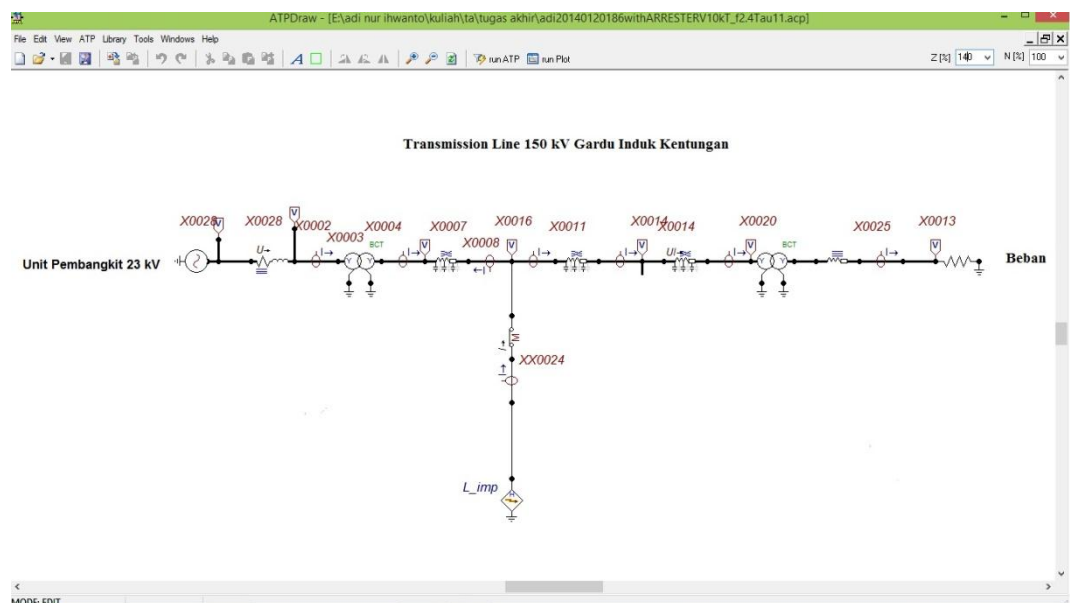 ATPDraw - [E:\adi nur ihwanto\kuliah\ta\tugas akhir\adi20140120186withARRESTERV10kT_f2.4Tau11.acp]
File Edit View ATP Library Tools Windows Help
A run ATP run Plot Z [%] 140 N [%] 100
Transmission Line 150 kV Gardu Induk Kentungan
X0028 X0028 X0002 X0004 X0007 X0016 X0011 X0014 X0014 X0020 X0025 X0013
V V X0003 BCT X0008 BCT
V V V V V
U I I I I I UI I I
Unit Pembangkit 23 kV Y Y Y Y Beban
I M
I XX0024
L_imp H
MODE: EDIT